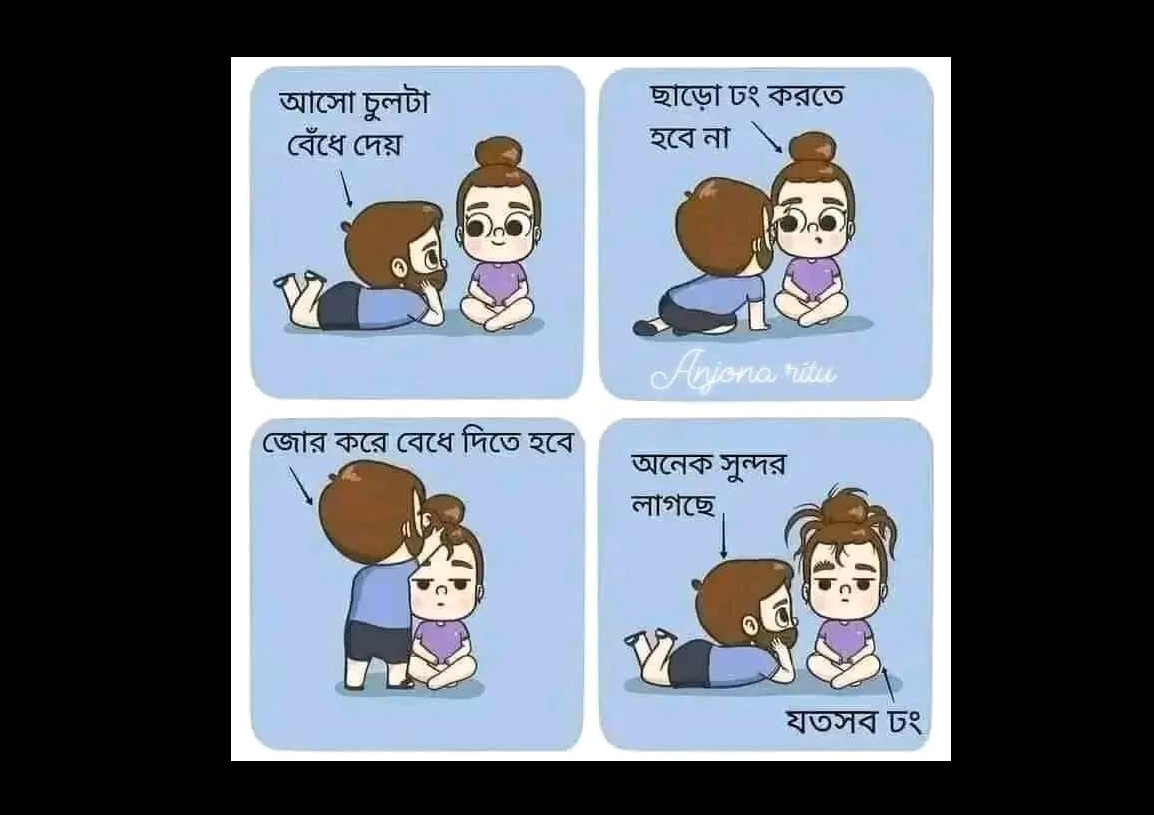 আসো চুলটা
বেঁধে দেয়
ছাড়ো ঢং করতে
হবে না
Anjona ritu
জোর করে বেধে দিতে হবে
অনেক সুন্দর
লাগছে
যতসব ঢং